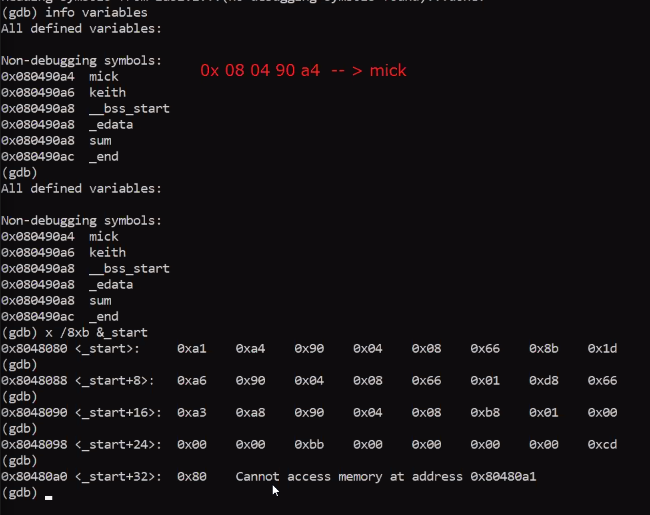 (gdb) info variables
All defined variables:
Non-debugging symbols:
0x 08 04 90 a4 -- > mick
0x080490a4 mick
0x080490a6 keith
0x080490a8 __bss_start
0x080490a8 _edata
0x080490a8 sum
0x080490ac _end
(gdb)
All defined variables:
Non-debugging symbols:
0x080490a4 mick
0x080490a6 keith
0x080490a8 __bss_start
0x080490a8 _edata
0x080490a8 sum
0x080490ac _end
(gdb) x /8xb &_start
0x8048080 <_start>: 0xa1 0xa4 0x90 0x04 0x08 0x66 0x8b 0x1d
(gdb)
0x8048088 <_start+8>: 0xa6 0x90 0x04 0x08 0x66 0x01 0xd8 0x66
(gdb)
0x8048090 <_start+16>: 0xa3 0xa8 0x90 0x04 0x08 0xb8 0x01 0x00
(gdb)
0x8048098 <_start+24>: 0x00 0x00 0xbb 0x00 0x00 0x00 0x00 0xcd
(gdb)
0x80480a0 <_start+32>: 0x80 Cannot access memory at address 0x80480a1
(gdb)